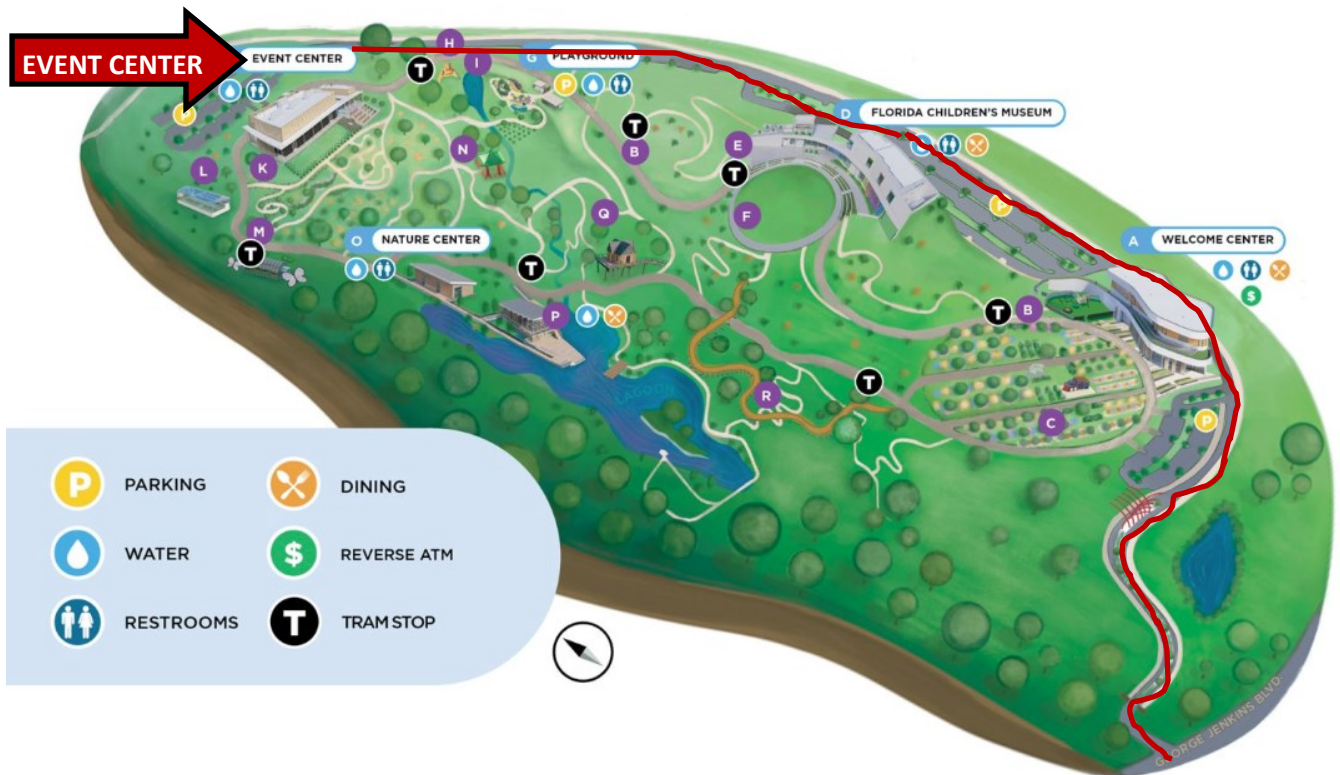 EVENT CENTER
EVENT CENTER
H
I
G PLAYGROUND
P
P
T
T
B
E
T
D FLORIDA CHILDREN'S MUSEUM
L
K
N
F
Q
P
M
T
O NATURE CENTER
T
A WELCOME CENTER
$
P
T
B
LAGOON
T
R
C
P
P PARKING
DINING
WATER
$ REVERSE ATM
RESTROOMS
T TRAM STOP
GEORGE JENKINS BLVD